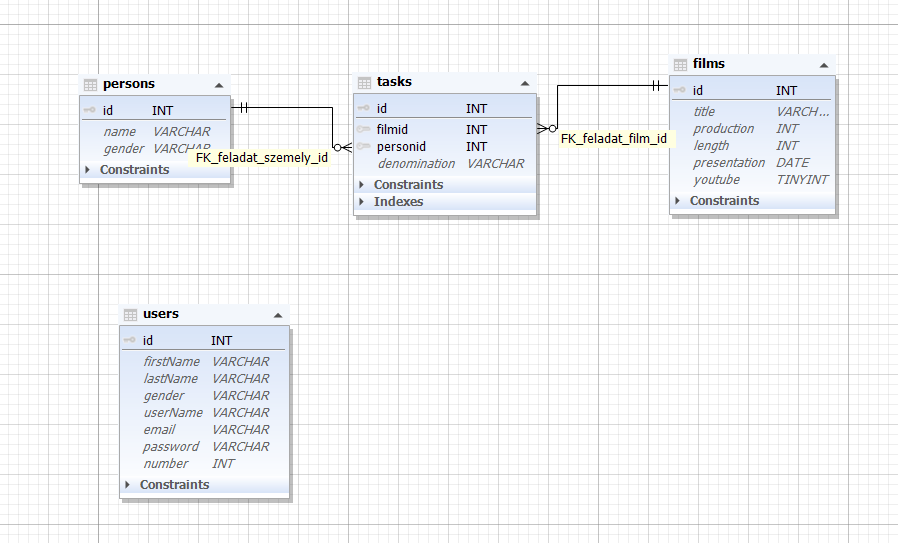 persons
id INT
name VARCHAR
gender VARCHAR
Constraints
FK_feladat_szemely_id
tasks
id INT
filmid INT
personid INT
denomination VARCHAR
Constraints
Indexes
FK_feladat_film_id
films
id INT
title VARCH...
production INT
length INT
presentation DATE
youtube TINYINT
Constraints
users
id INT
firstName VARCHAR
lastName VARCHAR
gender VARCHAR
userName VARCHAR
email VARCHAR
password VARCHAR
number INT
Constraints